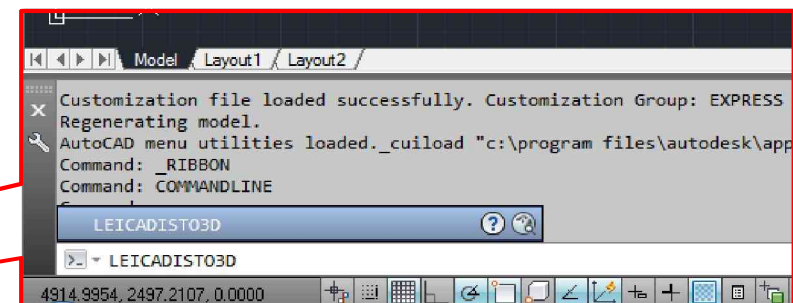 Model Layout1 Layout2
Customization file loaded successfully. Customization Group: EXPRESS
Regenerating model.
AutoCAD menu utilities loaded._cuiload "c:\program files\autodesk\app
Command: _RIBBON
Command: COMMANDLINE
LEICADISTO3D
LEICADISTO3D
4914.9954, 2497.2107, 0.0000